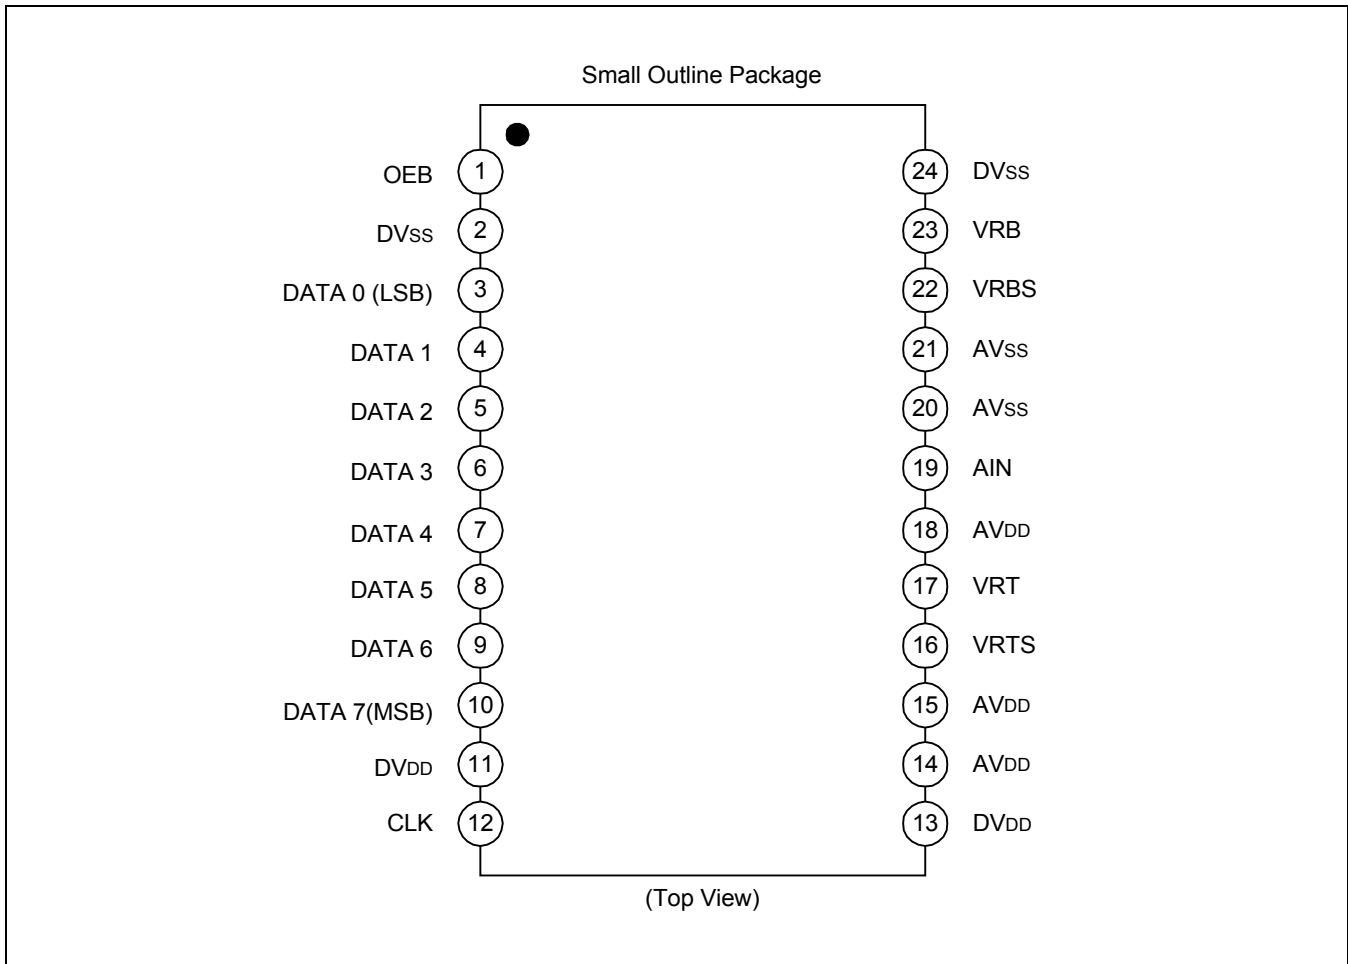 Small Outline Package
OEB 1 24 DVSS
DVSS 2 23 VRB
DATA 0 (LSB) 3 22 VRBS
DATA 1 4 21 AVSS
DATA 2 5 20 AVSS
DATA 3 6 19 AIN
DATA 4 7 18 AVDD
DATA 5 8 17 VRT
DATA 6 9 16 VRTS
DATA 7(MSB) 10 15 AVDD
DVDD 11 14 AVDD
CLK 12 13 DVDD
(Top View)